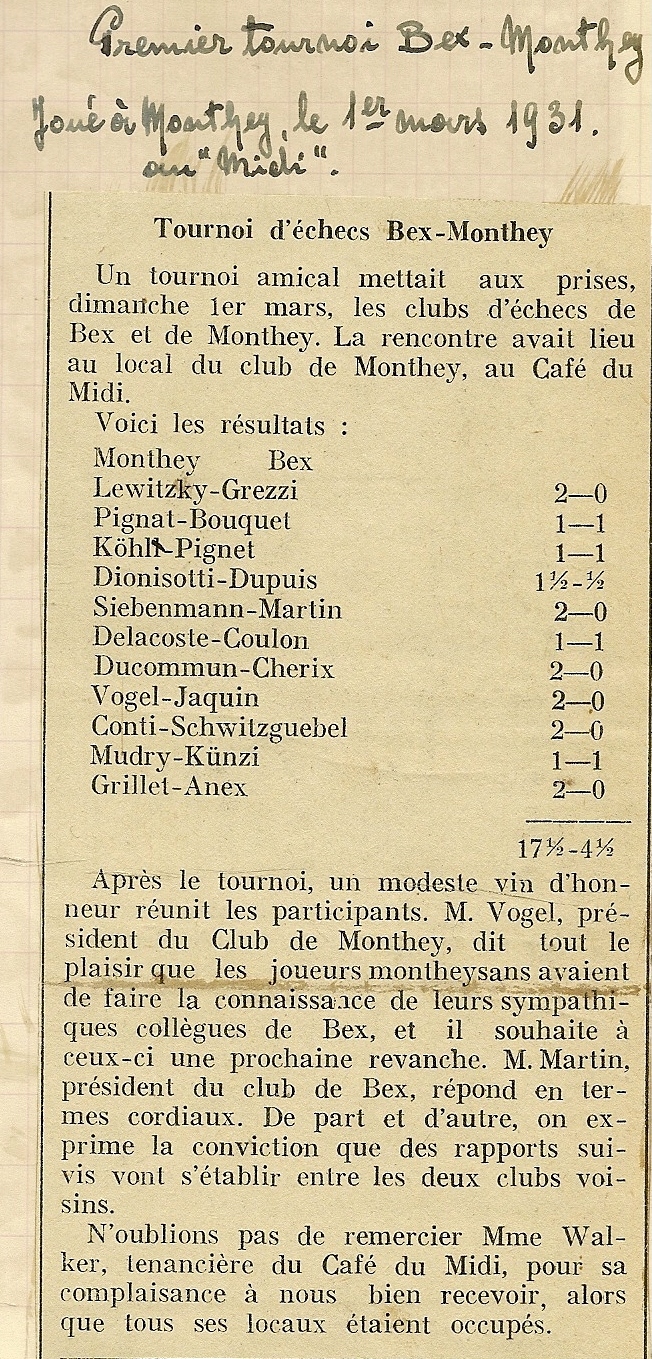 Premier tournoi Bex - Monthey
Joué à Monthey, le 1er mars 1931.
au "Midi".
Tournoi d'échecs Bex-Monthey
Un tournoi amical mettait aux prises,
dimanche 1er mars, les clubs d'échecs de
Bex et de Monthey. La rencontre avait lieu
au local du club de Monthey, au Café du
Midi.
Voici les résultats :
Monthey Bex
Lewitzky-Grezzi 2—0
Pignat-Bouquet 1—1
Köhli-Pignet 1—1
Dionisotti-Dupuis 1½-½
Siebenmann-Martin 2—0
Delacoste-Coulon 1—1
Ducommun-Cherix 2—0
Vogel-Jaquin 2—0
Conti-Schwitzguebel 2—0
Mudry-Künzi 1—1
Grillet-Anex 2—0
17½-4½
Après le tournoi, un modeste vin d'hon-
neur réunit les participants. M. Vogel, pré-
sident du Club de Monthey, dit tout le
plaisir que les joueurs montheysans avaient
de faire la connaissance de leurs sympathi-
ques collègues de Bex, et il souhaite à
ceux-ci une prochaine revanche. M. Martin,
président du club de Bex, répond en ter-
mes cordiaux. De part et d'autre, on ex-
prime la conviction que des rapports sui-
vis vont s'établir entre les deux clubs voi-
sins.
N'oublions pas de remercier Mme Wal-
ker, tenancière du Café du Midi, pour sa
complaisance à nous bien recevoir, alors
que tous ses locaux étaient occupés.